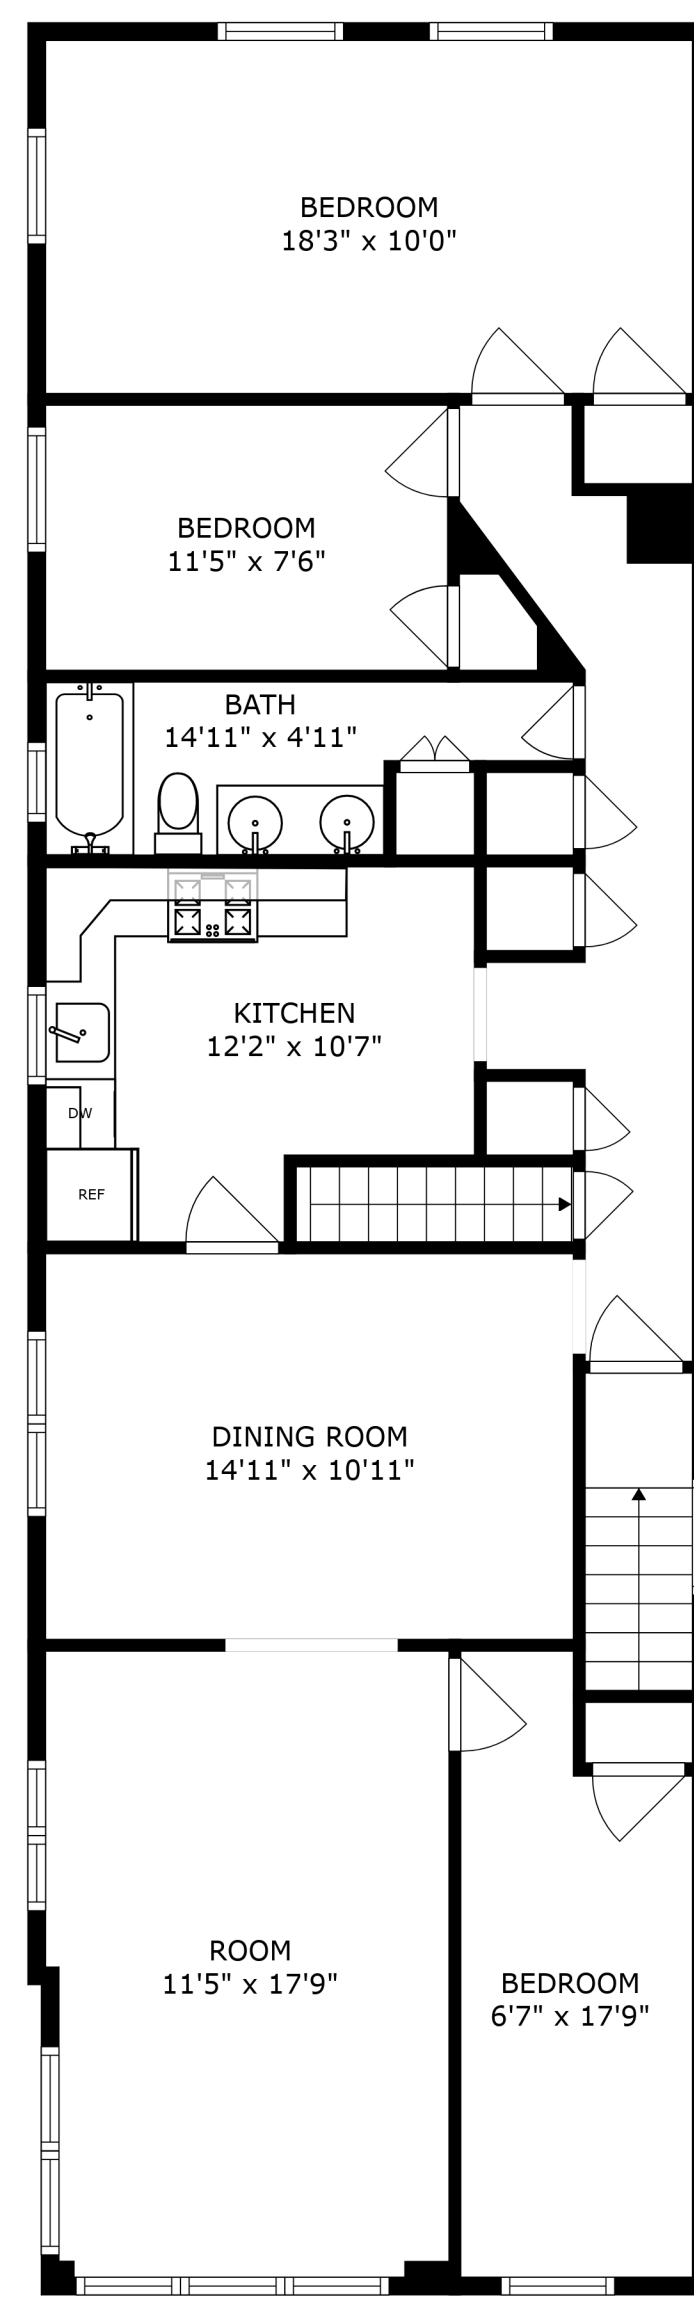 BEDROOM
18'3" x 10'0"
BEDROOM
11'5" x 7'6"
BATH
14'11" x 4'11"
KITCHEN
12'2" x 10'7"
DW
REF
DINING ROOM
14'11" x 10'11"
ROOM
11'5" x 17'9"
BEDROOM
6'7" x 17'9"